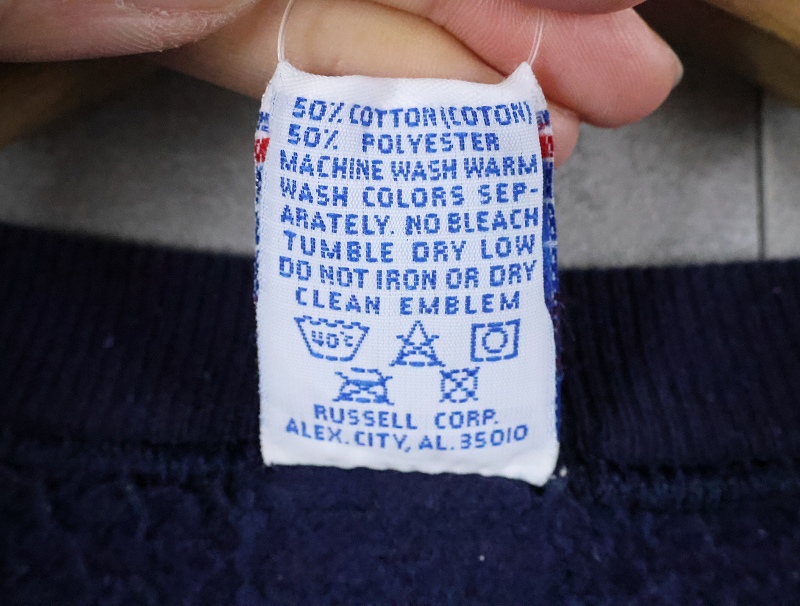 50% COTTON(COTON)
50% POLYESTER
MACHINE WASH WARM
WASH COLORS SEP-
ARATELY. NO BLEACH
TUMBLE DRY LOW
DO NOT IRON OR DRY
CLEAN EMBLEM
40°C
RUSSELL CORP.
ALEX. CITY, AL. 35010